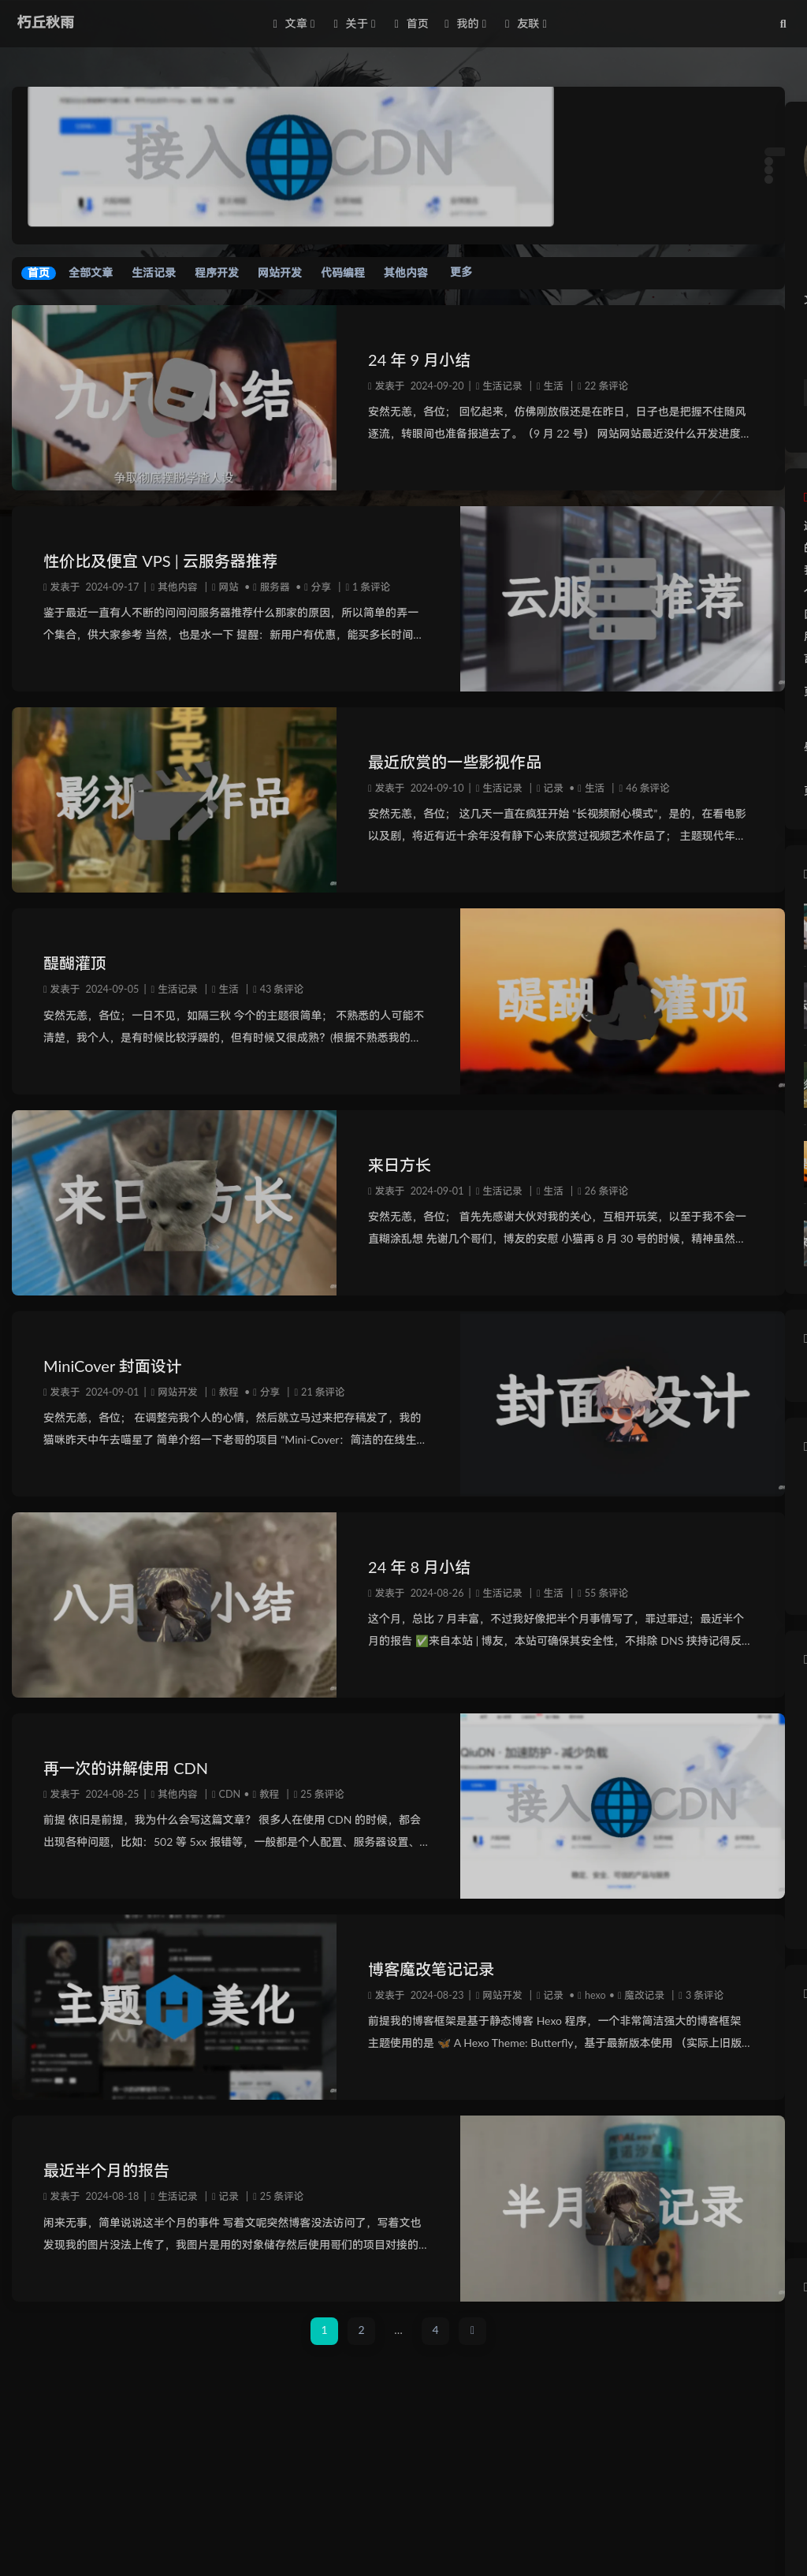 朽丘秋雨
文章 关于 首页 我的 友联
接入 CDN
首页 全部文章 生活记录 程序开发 网站开发 代码编程 其他内容 更多
九月 小结
争取彻底摆脱学渣人设
24 年 9 月小结
发表于 2024-09-20 | 生活记录 | 生活 | 22 条评论
安然无恙，各位； 回忆起来，仿佛刚放假还是在昨日，日子也是把握不住随风
逐流，转眼间也准备报道去了。（9 月 22 号） 网站网站最近没什么开发进度...
性价比及便宜 VPS | 云服务器推荐
发表于 2024-09-17 | 其他内容 | 网站 • 服务器 • 分享 | 1 条评论
鉴于最近一直有人不断的问问问服务器推荐什么那家的原因，所以简单的弄一
个集合，供大家参考 当然，也是水一下 提醒：新用户有优惠，能买多长时间...
云服 推荐
影视 作品
最近欣赏的一些影视作品
发表于 2024-09-10 | 生活记录 | 记录 • 生活 | 46 条评论
安然无恙，各位； 这几天一直在疯狂开始 “长视频耐心模式”，是的，在看电影
以及剧，将近有近十余年没有静下心来欣赏过视频艺术作品了； 主题现代年...
醍醐灌顶
发表于 2024-09-05 | 生活记录 | 生活 | 43 条评论
安然无恙，各位；一日不见，如隔三秋 今个的主题很简单； 不熟悉的人可能不
清楚，我个人，是有时候比较浮躁的，但有时候又很成熟？(根据不熟悉我的...
醍醐 灌顶
来日方长
来日方长
发表于 2024-09-01 | 生活记录 | 生活 | 26 条评论
安然无恙，各位； 首先先感谢大伙对我的关心，互相开玩笑，以至于我不会一
直糊涂乱想 先谢几个哥们，博友的安慰 小猫再 8 月 30 号的时候，精神虽然...
MiniCover 封面设计
发表于 2024-09-01 | 网站开发 | 教程 • 分享 | 21 条评论
安然无恙，各位； 在调整完我个人的心情，然后就立马过来把存稿发了，我的
猫咪昨天中午去喵星了 简单介绍一下老哥的项目 “Mini-Cover：简洁的在线生...
封面 设计
八月 小结
24 年 8 月小结
发表于 2024-08-26 | 生活记录 | 生活 | 55 条评论
这个月，总比 7 月丰富，不过我好像把半个月事情写了，罪过罪过；最近半个
月的报告 ✅来自本站 | 博友，本站可确保其安全性，不排除 DNS 挟持记得反...
再一次的讲解使用 CDN
发表于 2024-08-25 | 其他内容 | CDN • 教程 | 25 条评论
前提 依旧是前提，我为什么会写这篇文章？ 很多人在使用 CDN 的时候，都会
出现各种问题，比如：502 等 5xx 报错等，一般都是个人配置、服务器设置、...
QiuDN · 加速防护 - 减少负载
接入 CDN
主题 美化
博客魔改笔记记录
发表于 2024-08-23 | 网站开发 | 记录 • hexo • 魔改记录 | 3 条评论
前提我的博客框架是基于静态博客 Hexo 程序，一个非常简洁强大的博客框架
主题使用的是 🦋 A Hexo Theme: Butterfly，基于最新版本使用 （实际上旧版...
最近半个月的报告
发表于 2024-08-18 | 生活记录 | 记录 | 25 条评论
闲来无事，简单说说这半个月的事件 写着文呢突然博客没法访问了，写着文也
发现我的图片没法上传了，我图片是用的对象储存然后使用哥们的项目对接的...
半月 记录
1 2 ... 4